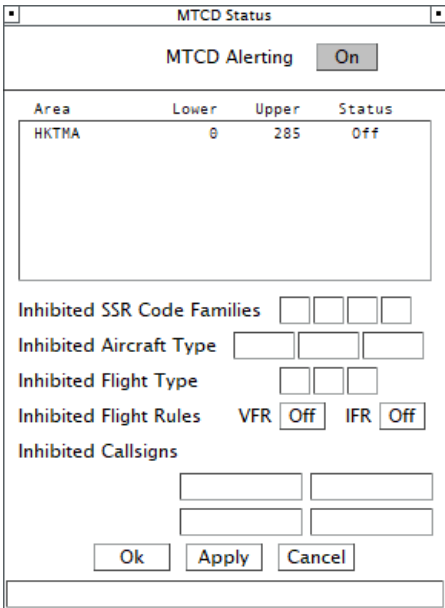 MTCD Status
MTCD Alerting On
Area Lower Upper Status
HKTMA 0 285 Off
Inhibited SSR Code Families
Inhibited Aircraft Type
Inhibited Flight Type
Inhibited Flight Rules VFR Off IFR Off
Inhibited Callsigns
Ok Apply Cancel